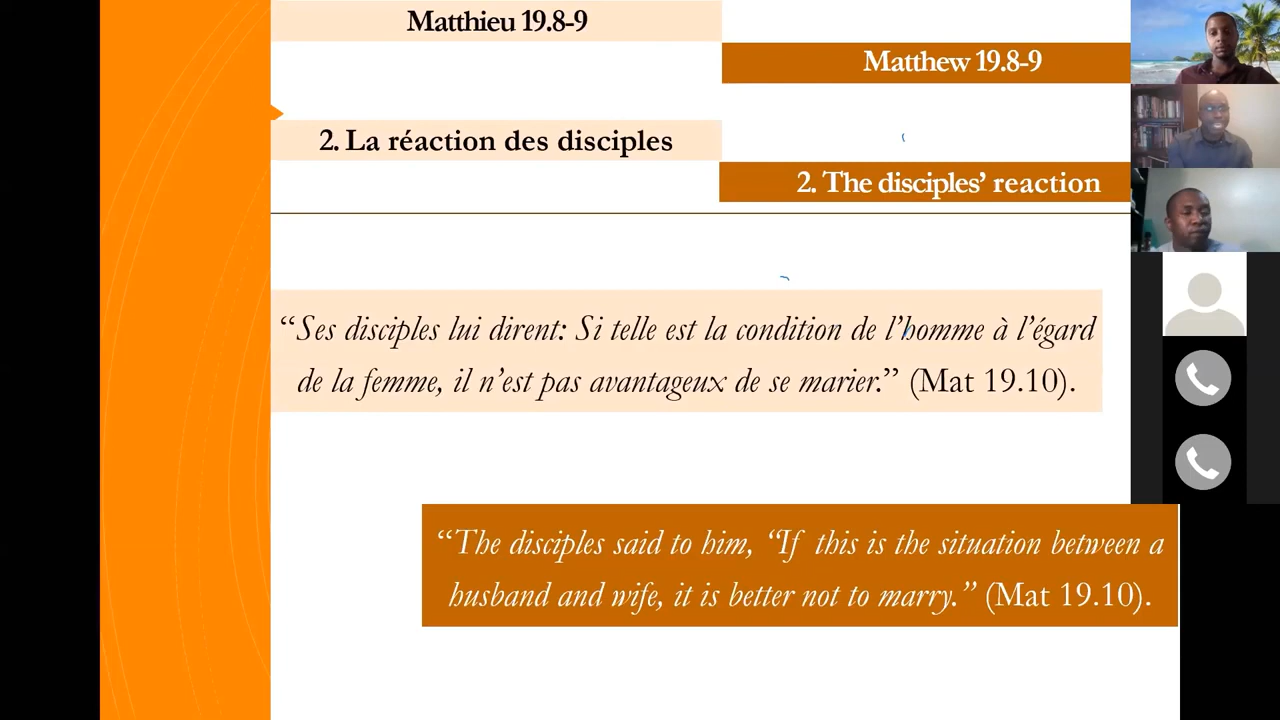 Matthieu 19.8-9
Matthew 19.8-9
2. La réaction des disciples
2. The disciples’ reaction
“Ses disciples lui dirent: Si telle est la condition de l’homme à l’égard
de la femme, il n’est pas avantageux de se marier.” (Mat 19.10).
“The disciples said to him, “If this is the situation between a
husband and wife, it is better not to marry.” (Mat 19.10).